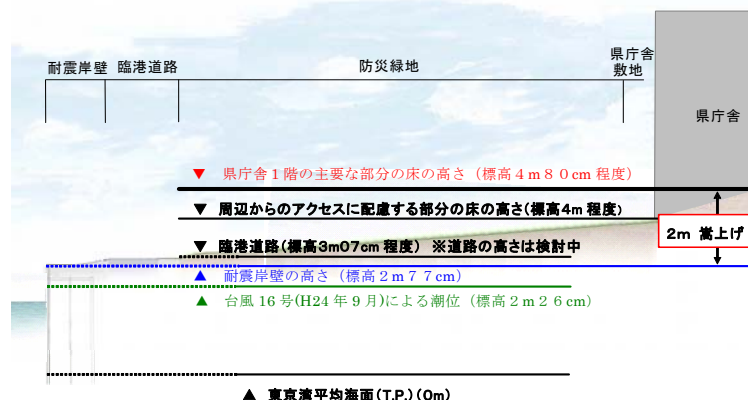 耐震岸壁
臨港道路
防災緑地
県庁舎
敷地
県庁舎
▼ 県庁舎1階の主要な部分の床の高さ(標高4m80cm 程度)
▼ 周辺からのアクセスに配慮する部分の床の高さ(標高4m 程度)
2m 嵩上げ
▼ 臨港道路(標高3m07cm 程度) ※道路の高さは検討中
▲ 耐震岸壁の高さ(標高2m77cm)
▲ 台風 16 号(H24 年 9 月)による潮位(標高2m26cm)
▲ 東京湾平均海面(T.P.)(0m)